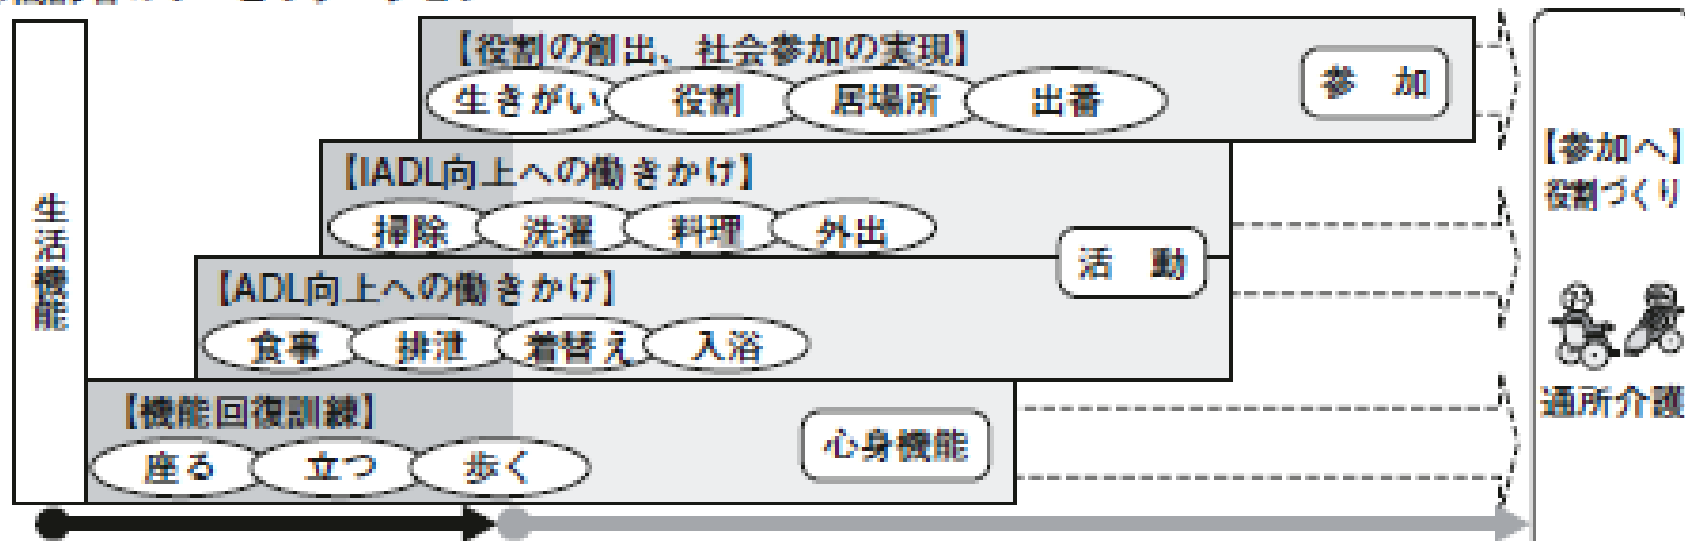 【役割の創出、社会参加の実現】
生きがい 役割 居場所 出番
参 加
【IADL向上への働きかけ】
掃除 洗濯 料理 外出
活 動
【ADL向上への働きかけ】
食事 排泄 着替え 入浴
【機能回復訓練】
座る 立つ 歩く
心身機能
生活機能
【参加へ】
役割づくり
通所介護